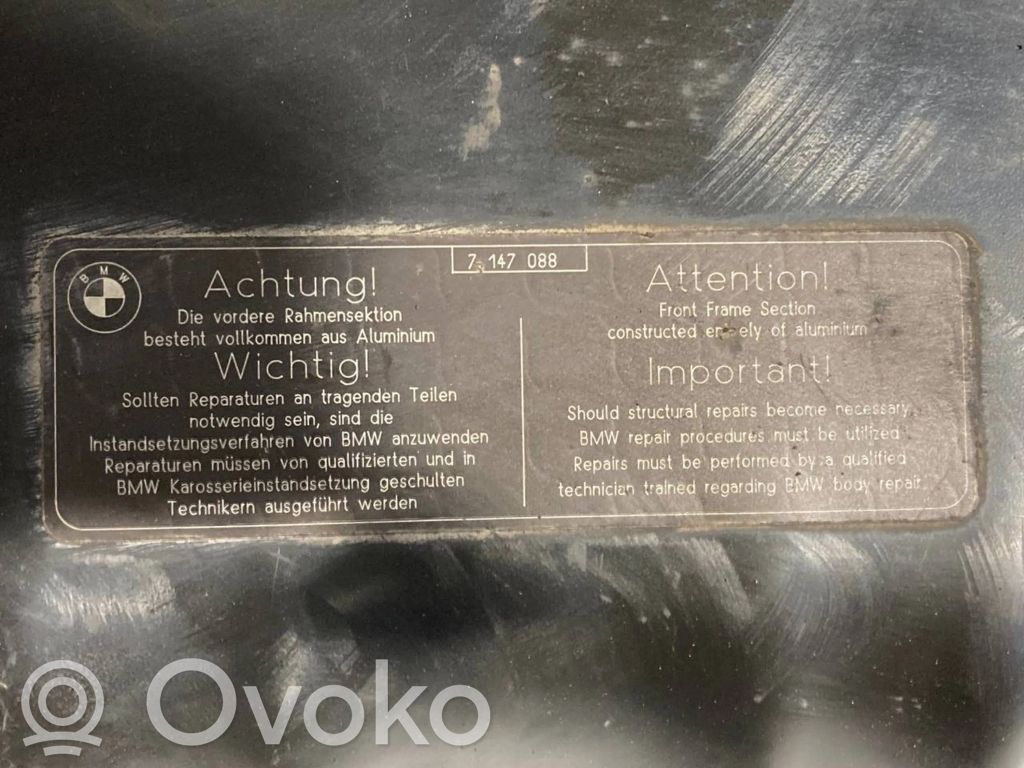 BMW
7 147 088
Achtung!
Die vordere Rahmensektion
besteht vollkommen aus Aluminium
Wichtig!
Sollten Reparaturen an tragenden Teilen
notwendig sein, sind die
Instandsetzungsverfahren von BMW anzuwenden
Reparaturen müssen von qualifizierten und in
BMW Karosserieinstandsetzung geschulten
Technikern ausgeführt werden
Attention!
Front Frame Section
constructed entirely of aluminium
Important!
Should structural repairs become necessary
BMW repair procedures must be utilized
Repairs must be performed by a qualified
technician trained regarding BMW body repair.
Ovoko